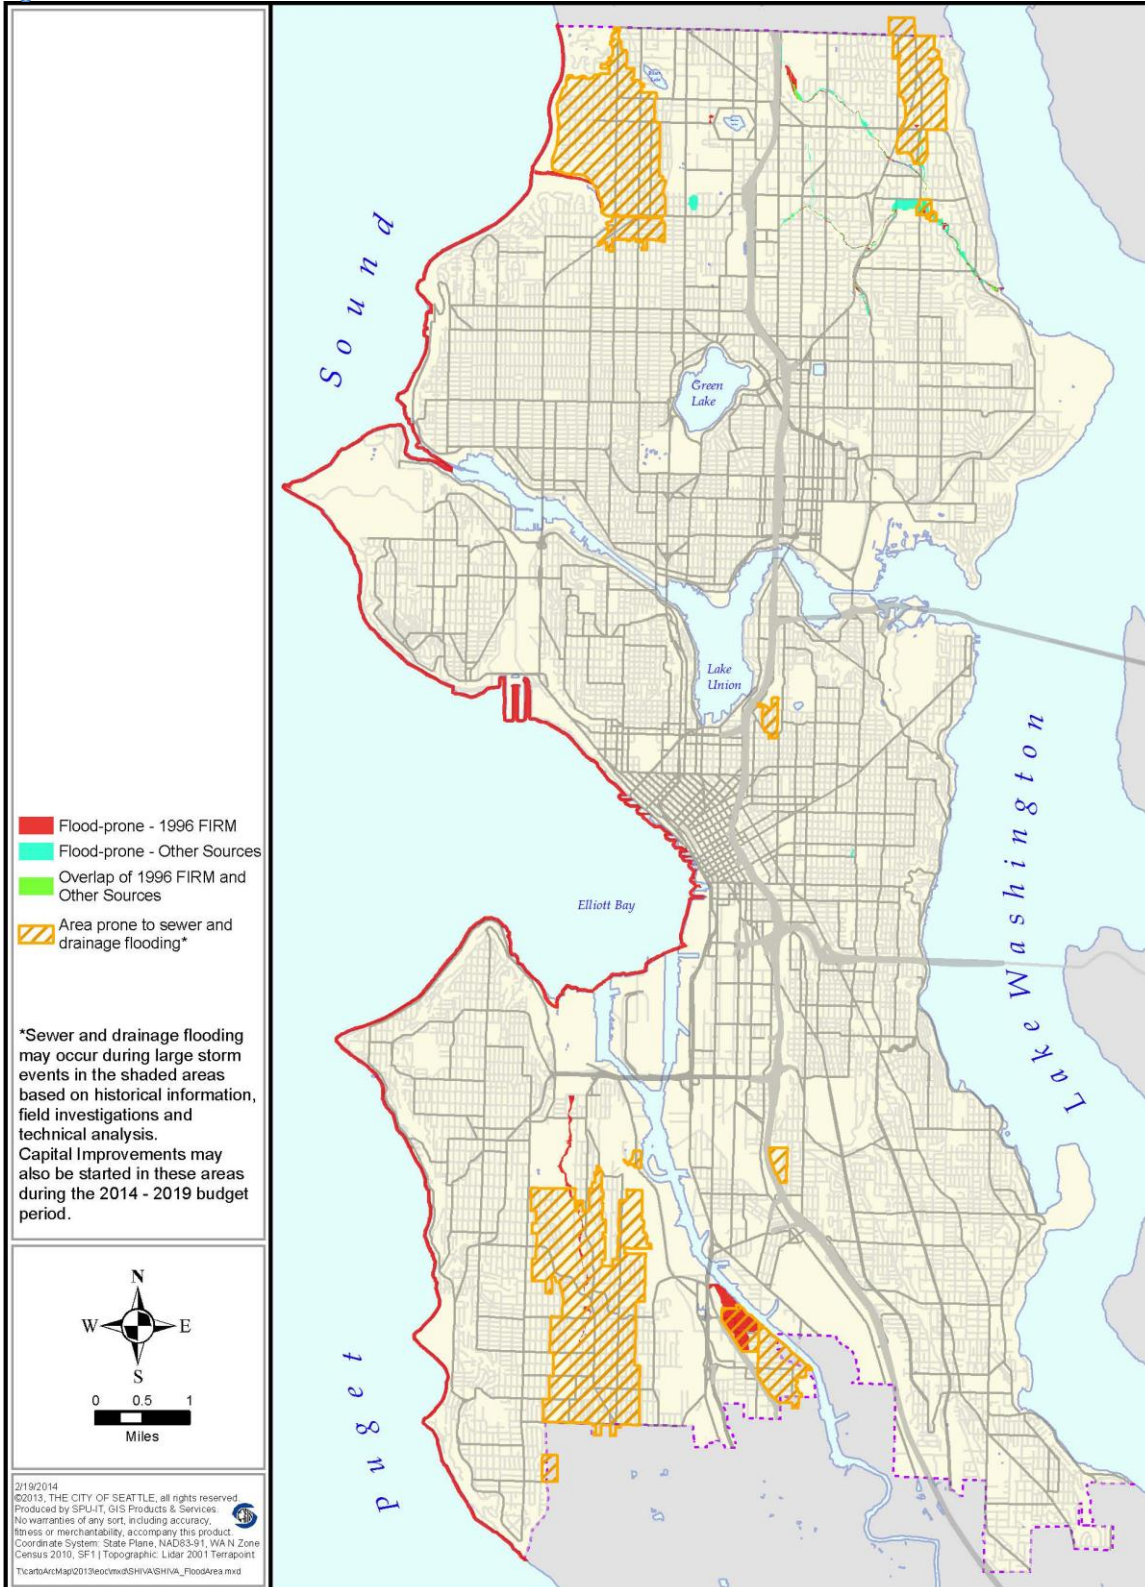 Flood-prone - 1996 FIRM
Flood-prone - Other Sources
Overlap of 1996 FIRM and
Other Sources
Area prone to sewer and
drainage flooding*
*Sewer and drainage flooding
may occur during large storm
events in the shaded areas
based on historical information,
field investigations and
technical analysis.
Capital Improvements may
also be started in these areas
during the 2014 - 2019 budget
period.
N
W E
S
0 0.5 1
Miles
2/19/2014
©2013, THE CITY OF SEATTLE, all rights reserved.
Produced by SPU-IT, GIS Products & Services.
No warranties of any sort, including accuracy,
fitness or merchantability, accompany this product.
Coordinate System: State Plane, NAD83-91, WA N Zone
Census 2010, SF1 | Topographic: Lidar 2001 Terrapoint
Puget Sound
Green
Lake
Lake
Union
Elliott Bay
Lake Washington